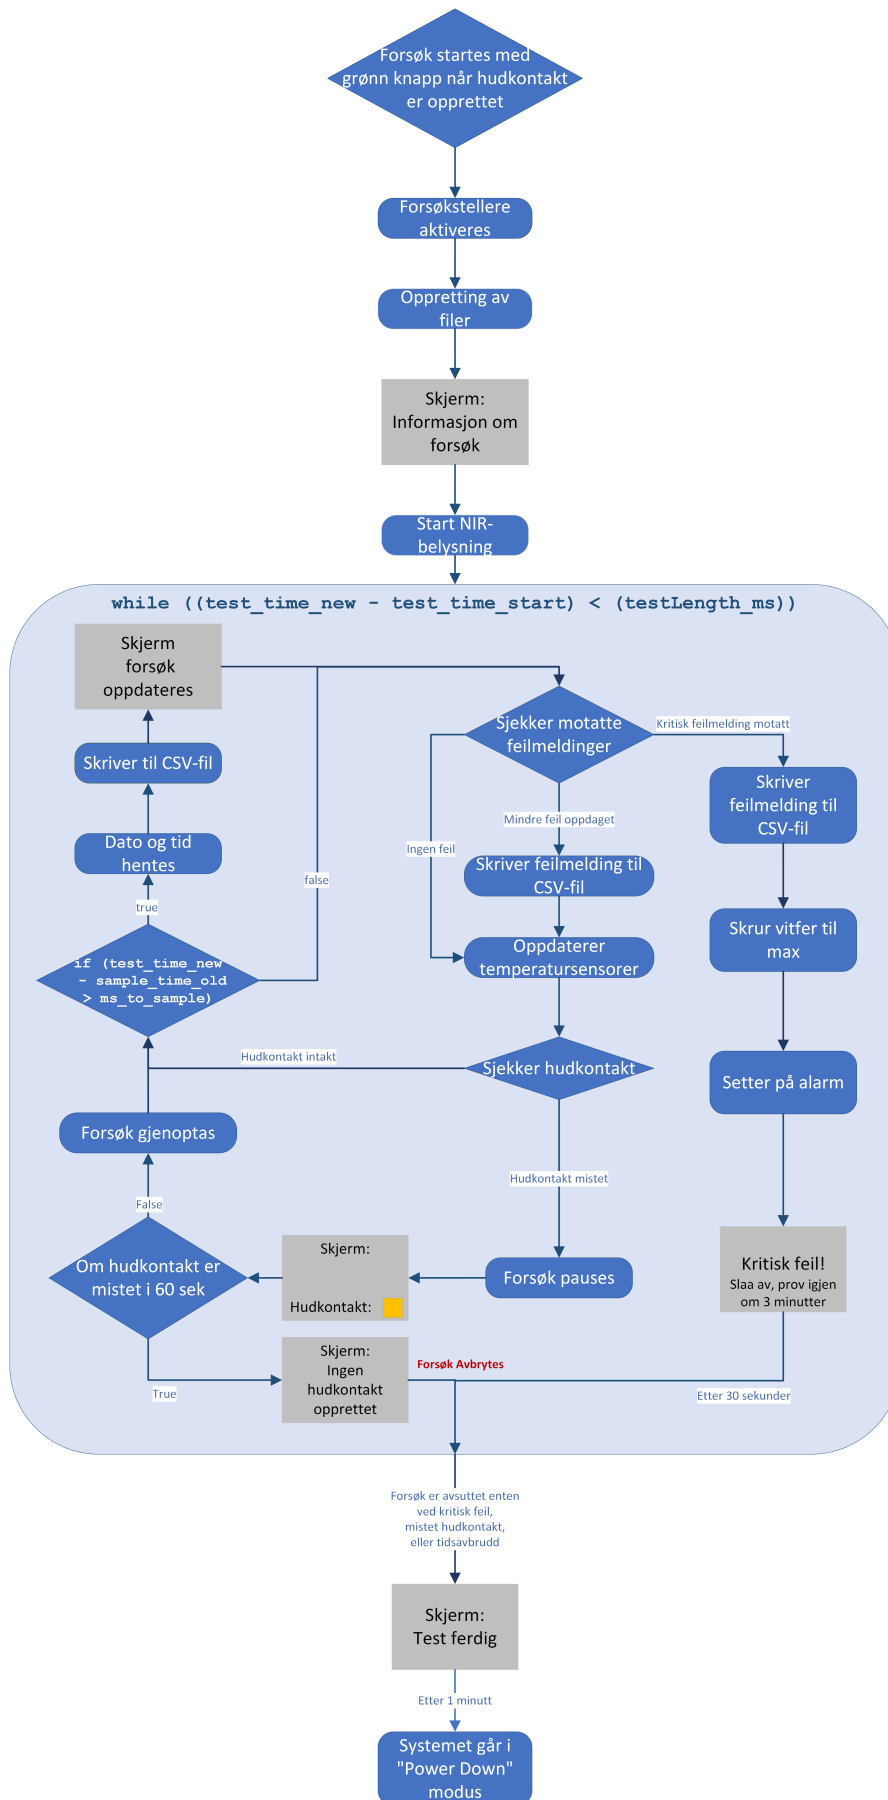 Forsøk startes med
grønn knapp når hudkontakt
er opprettet
Forsøkstellere
aktiveres
Oppretting av
filer
Skjerm:
Informasjon om
forsøk
Start NIR-
belysning
while ((test_time_new - test_time_start) < (testLength_ms))
Skjerm
forsøk
oppdateres
Sjekker motatte
feilmeldinger
Kritisk feilmelding motatt
Skriver til CSV-fil
Skriver
feilmelding til
CSV-fil
Mindre feil oppdaget
Ingen feil
Dato og tid
hentes
Skriver feilmelding til
CSV-fil
false
true
Skrur vitfer til
max
Oppdaterer
temperatursensorer
if (test_time_new
- sample_time_old
> ms_to_sample)
Hudkontakt intakt
Sjekker hudkontakt
Setter på alarm
Forsøk gjenoptas
Hudkontakt mistet
False
Skjerm:
Hudkontakt:
Om hudkontakt er
mistet i 60 sek
Forsøk pauses
Kritisk feil!
Slaa av, prov igjen
om 3 minutter
Skjerm:
Ingen
hudkontakt
opprettet
Forsøk Avbrytes
True
Etter 30 sekunder
Forsøk er avsuttet enten
ved kritisk feil,
mistet hudkontakt,
eller tidsavbrudd
Skjerm:
Test ferdig
Etter 1 minutt
Systemet går i
"Power Down"
modus